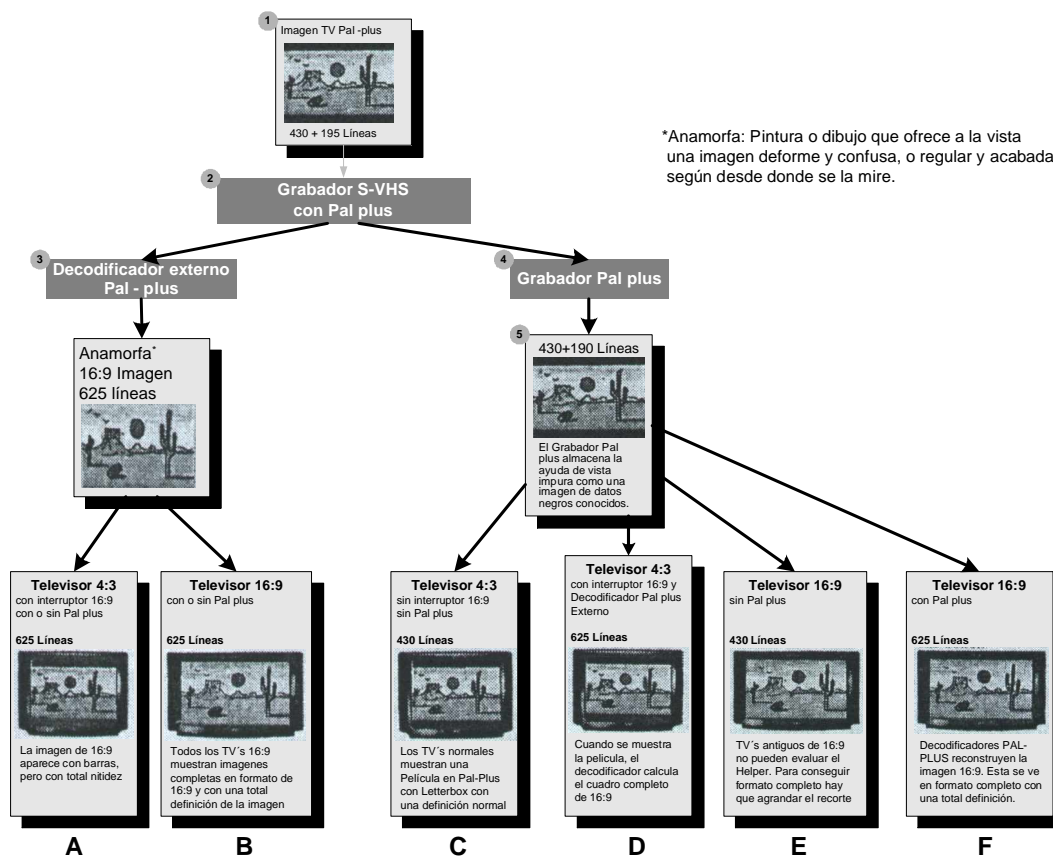 1
Imagen TV Pal -plus
430 + 195 Líneas
*Anamorfa: Pintura o dibujo que ofrece a la vista
una imagen deforme y confusa, o regular y acabada
según desde donde se la mire.
2
Grabador S-VHS
con Pal plus
3
Decodificador externo
Pal - plus
4
Grabador Pal plus
Anamorfa*
16:9 Imagen
625 líneas
5
430+190 Líneas
El Grabador Pal
plus almacena la
ayuda de vista
impura como una
imagen de datos
negros conocidos.
Televisor 4:3
con interruptor 16:9
con o sin Pal plus
625 Líneas
La imagen de 16:9
aparece con barras,
pero con total nitidez
A
Televisor 16:9
con o sin Pal plus
625 Líneas
Todos los TV´s 16:9
muestran imagenes
completas en formato de
16:9 y con una total
definición de la imagen
B
Televisor 4:3
sin interruptor 16:9
sin Pal plus
430 Líneas
Los TV´s normales
muestran una
Película en Pal-Plus
con Letterbox con
una definición normal
C
Televisor 4:3
con interruptor 16:9 y
Decodificador Pal plus
Externo
625 Líneas
Cuando se muestra
la pelicula, el
decodificador calcula
el cuadro completo
de 16:9
D
Televisor 16:9
sin Pal plus
430 Líneas
TV´s antiguos de 16:9
no pueden evaluar el
Helper. Para conseguir
formato completo hay
que agrandar el recorte
E
Televisor 16:9
con Pal plus
625 Líneas
Decodificadores PAL-
PLUS reconstruyen la
imagen 16:9. Esta se ve
en formato completo con
una total definición.
F